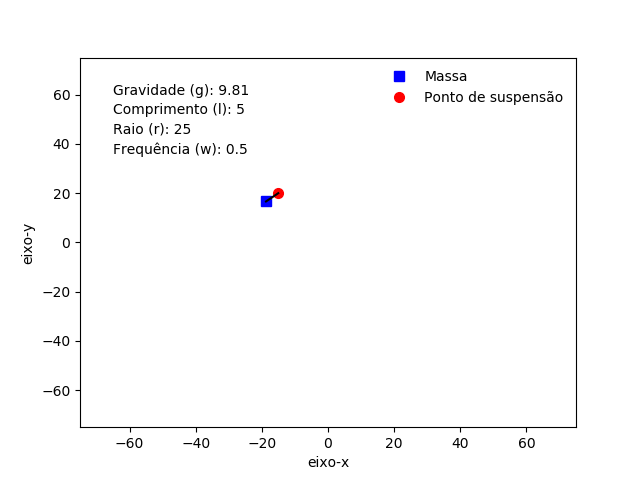 Gravidade (g): 9.81
Comprimento (l): 5
Raio (r): 25
Frequência (w): 0.5
Massa
Ponto de suspensão
60
40
20
0
−20
−40
−60
eixo-y
−60 −40 −20 0 20 40 60
eixo-x